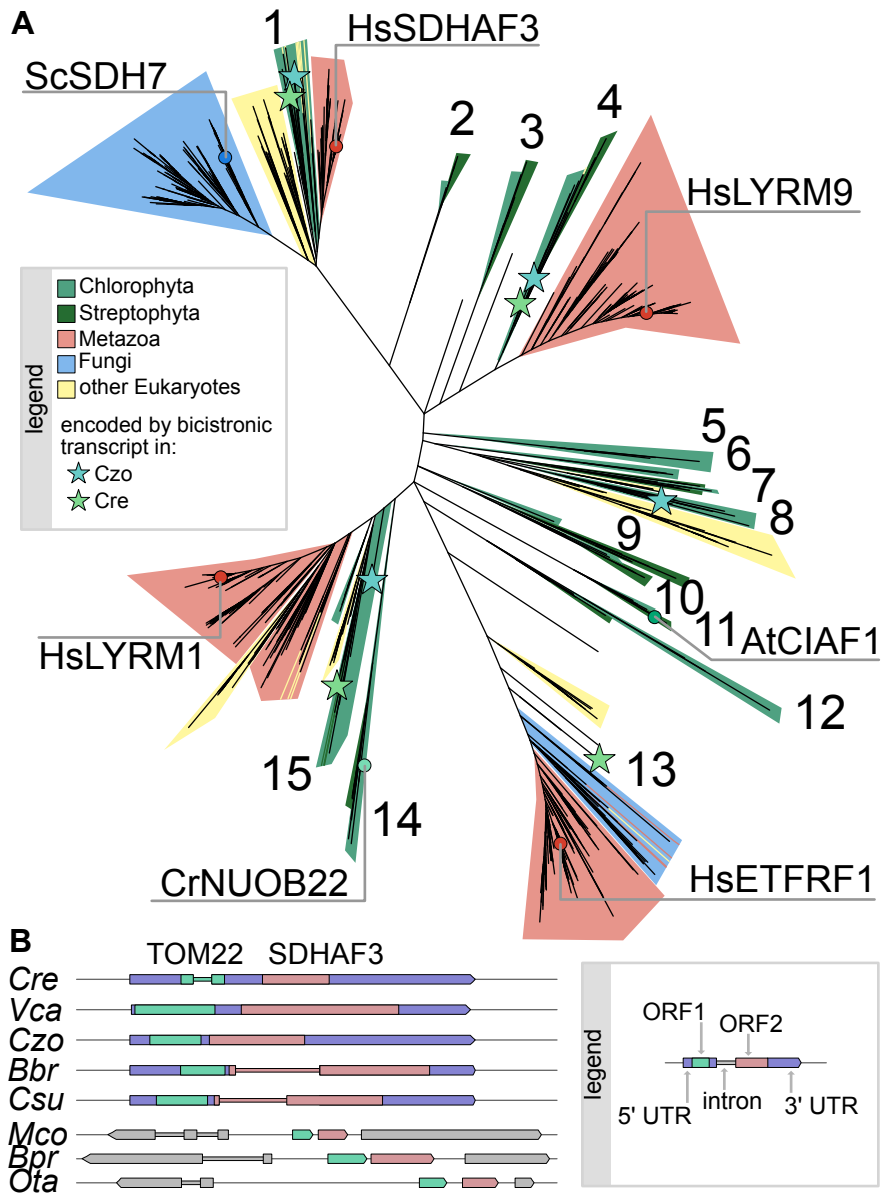 A
1
HsSDHAF3
ScSDH7
2
3
4
HsLYRM9
legend
Chlorophyta
Streptophyta
Metazoa
Fungi
other Eukaryotes
encoded by bicistronic
transcript in:
Czo
Cre
5
6
7
8
9
10
11
AtCIAF1
12
HsLYRM1
13
15
14
CrNUOB22
HsETFRF1
B
TOM22 SDHAF3
Cre
Vca
Czo
Bbr
Csu
Mco
Bpr
Ota
legend
ORF1
ORF2
5' UTR
intron
3' UTR